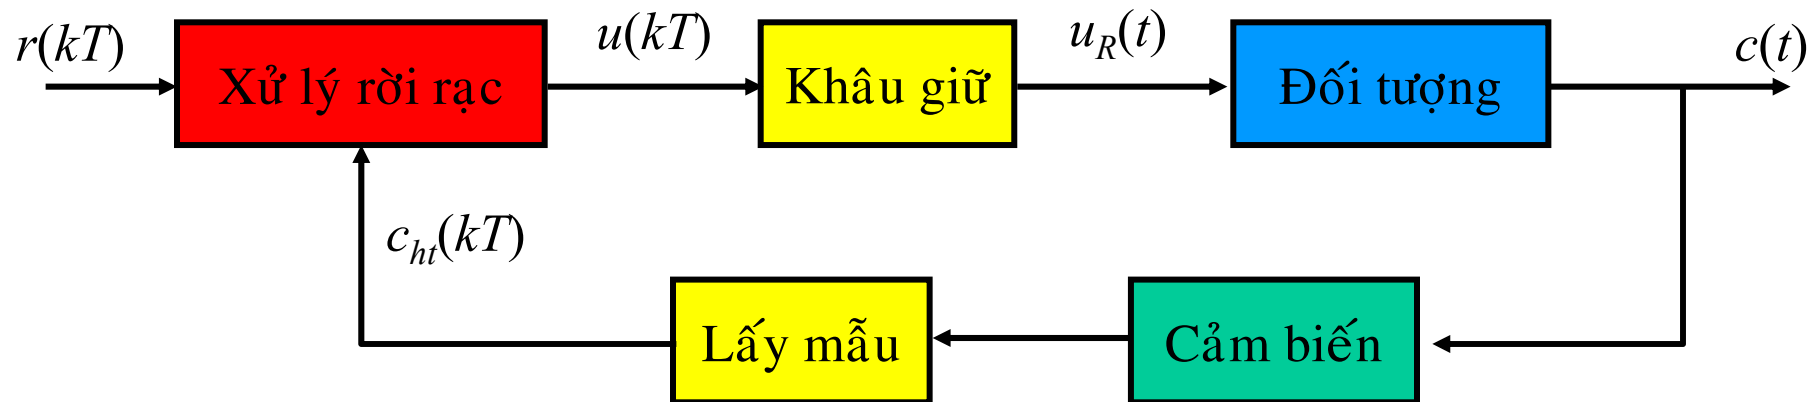 r(kT)
Xử lý rời rạc
u(kT)
Khâu giữ
u_R(t)
Đối tượng
c(t)
c_ht(kT)
Lấy mẫu
Cảm biến